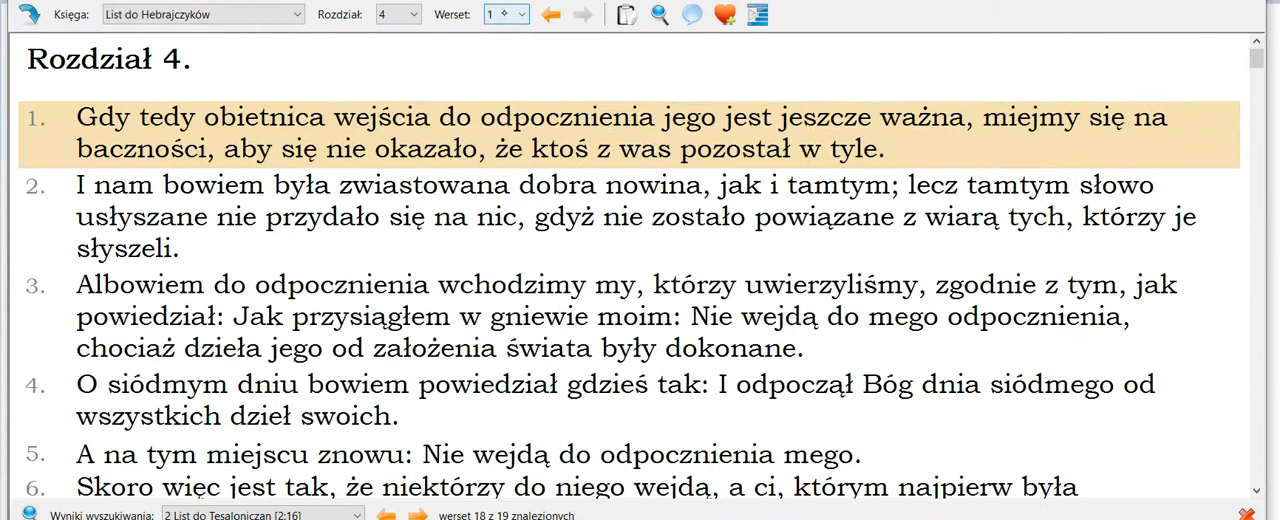 Księga: List do Hebrajczyków Rozdział: 4 Werset: 1
Rozdział 4.
1. Gdy tedy obietnica wejścia do odpocznienia jego jest jeszcze ważna, miejmy się na
baczności, aby się nie okazało, że ktoś z was pozostał w tyle.
2. I nam bowiem była zwiastowana dobra nowina, jak i tamtym; lecz tamtym słowo
usłyszane nie przydało się na nic, gdyż nie zostało powiązane z wiarą tych, którzy je
słyszeli.
3. Albowiem do odpocznienia wchodzimy my, którzy uwierzyliśmy, zgodnie z tym, jak
powiedział: Jak przysiągłem w gniewie moim: Nie wejdą do mego odpocznienia,
chociaż dzieła jego od założenia świata były dokonane.
4. O siódmym dniu bowiem powiedział gdzieś tak: I odpoczął Bóg dnia siódmego od
wszystkich dzieł swoich.
5. A na tym miejscu znowu: Nie wejdą do odpocznienia mego.
6. Skoro więc jest tak, że niektórzy do niego wejdą, a ci, którym najpierw była
Wyniki wyszukiwania: 2 List do Tesaloniczan [2:16] werset 18 z 19 znalezionych